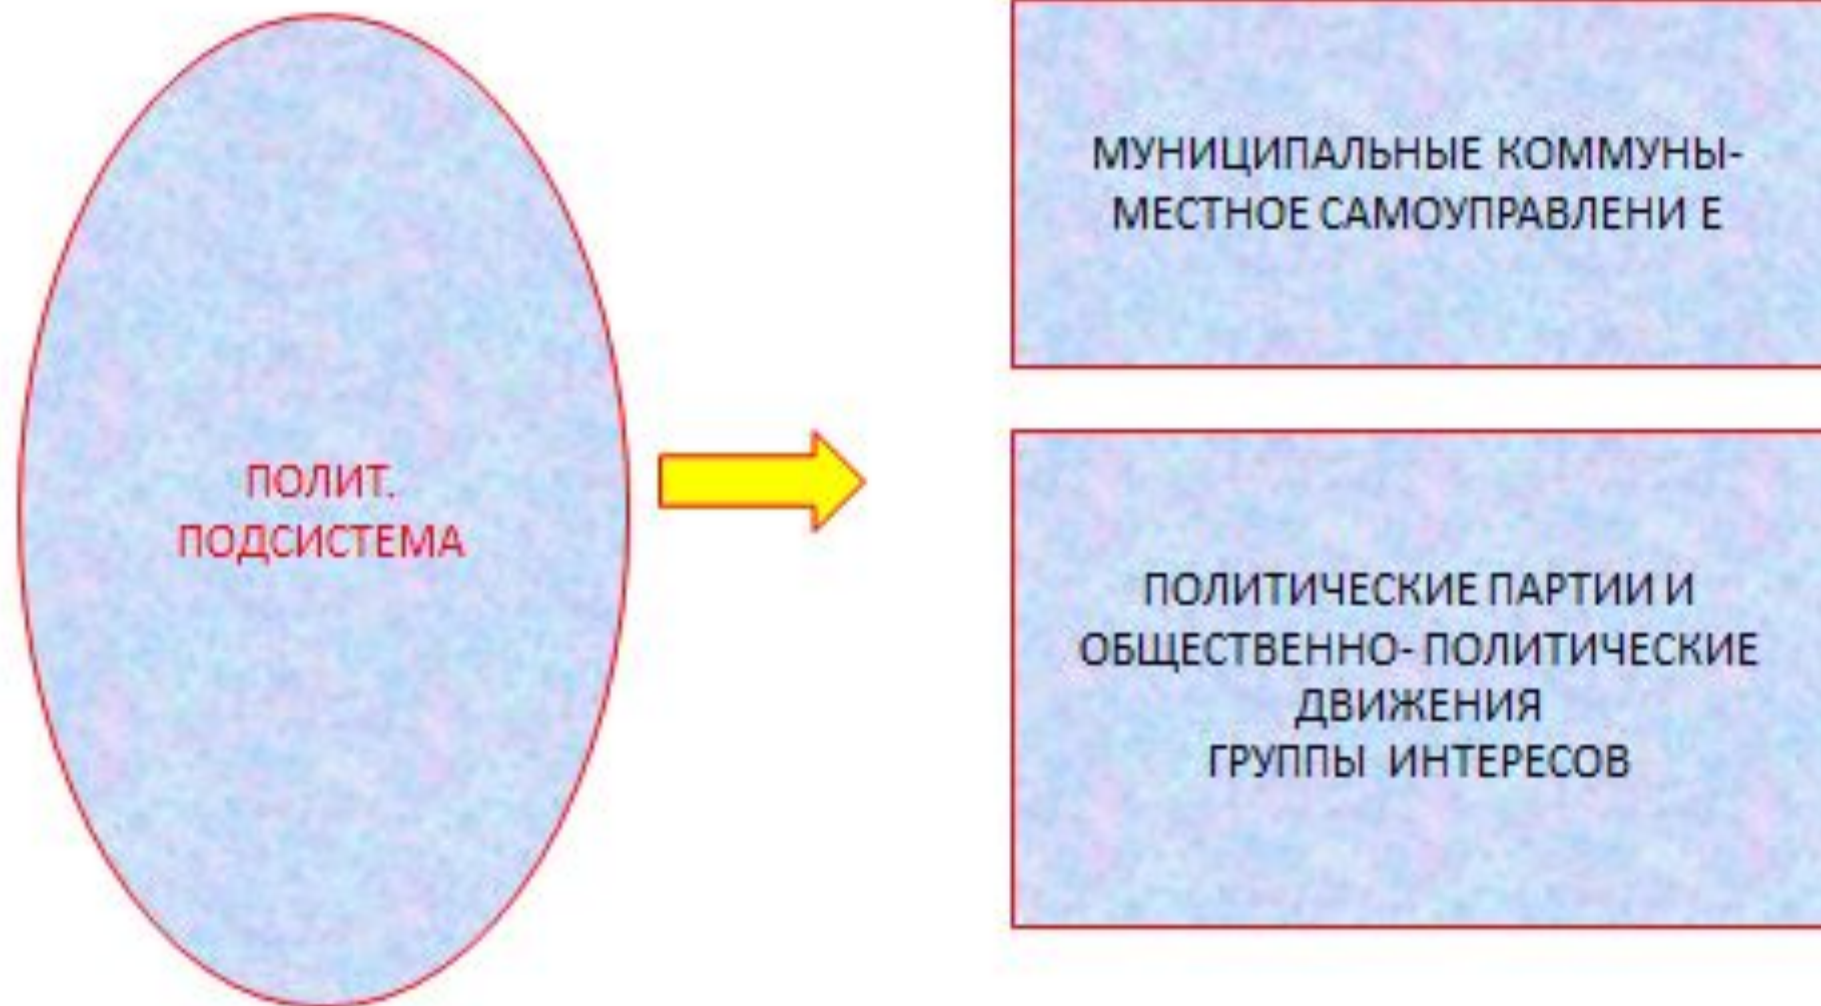 ПОЛИТ.
ПОДСИСТЕМА
МУНИЦИПАЛЬНЫЕ КОММУНЫ-
МЕСТНОЕ САМОУПРАВЛЕНИ Е
ПОЛИТИЧЕСКИЕ ПАРТИИ И
ОБЩЕСТВЕННО- ПОЛИТИЧЕСКИЕ
ДВИЖЕНИЯ
ГРУППЫ ИНТЕРЕСОВ